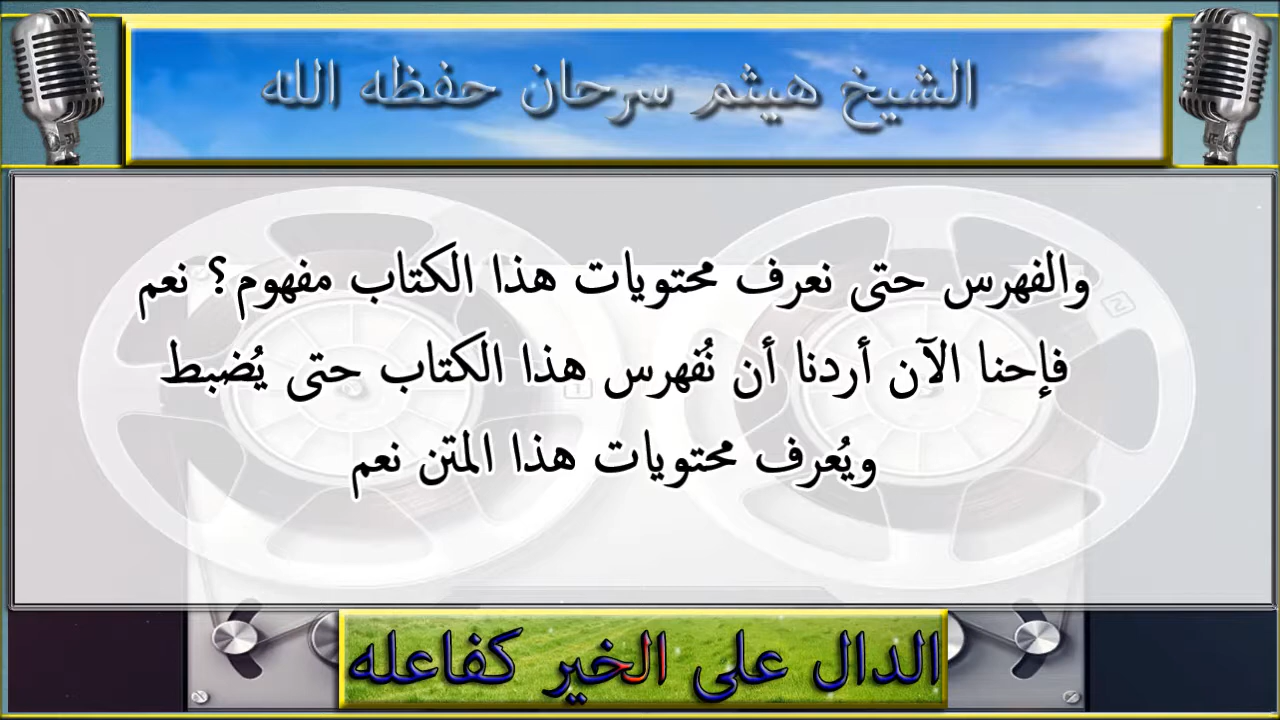 الشيخ هيثم سرحان حفظه الله
والفهرس حتى نعرف محتويات هذا الكتاب مفهوم؟ نعم
فإحنا الآن أردنا أن نُفهرس هذا الكتاب حتى يُضبط
ويُعرف محتويات هذا المتن نعم
الدال على الخير كفاعله